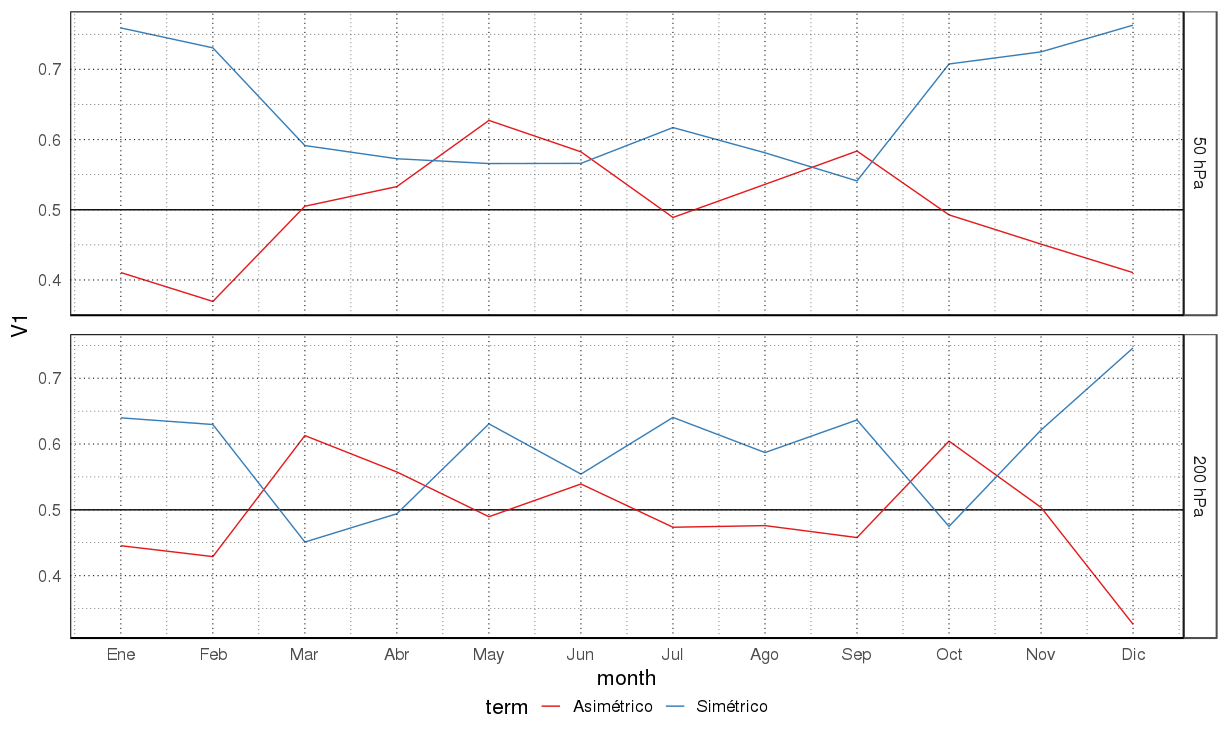 0.7
0.6
0.5
0.4
50 hPa
V1
0.7
0.6
0.5
0.4
200 hPa
Ene Feb Mar Abr May Jun Jul Ago Sep Oct Nov Dic
month
term Asimétrico Simétrico